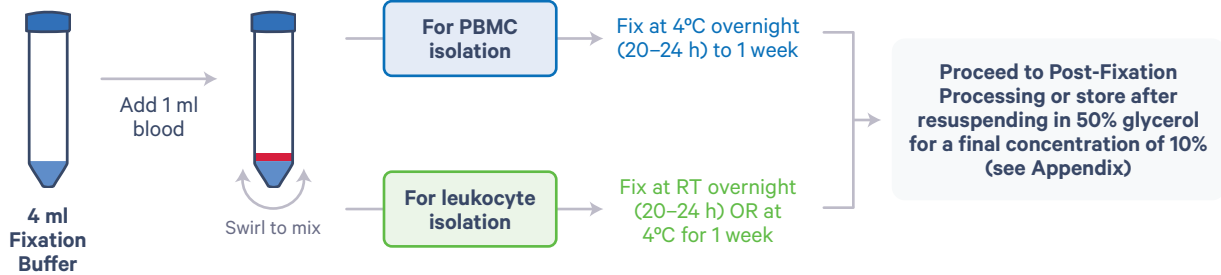 4 ml
Fixation
Buffer
Add 1 ml
blood
Swirl to mix
For PBMC
isolation
Fix at 4ºC overnight
(20–24 h) to 1 week
For leukocyte
isolation
Fix at RT overnight
(20–24 h) OR at
4ºC for 1 week
Proceed to Post-Fixation
Processing or store after
resuspending in 50% glycerol
for a final concentration of 10%
(see Appendix)